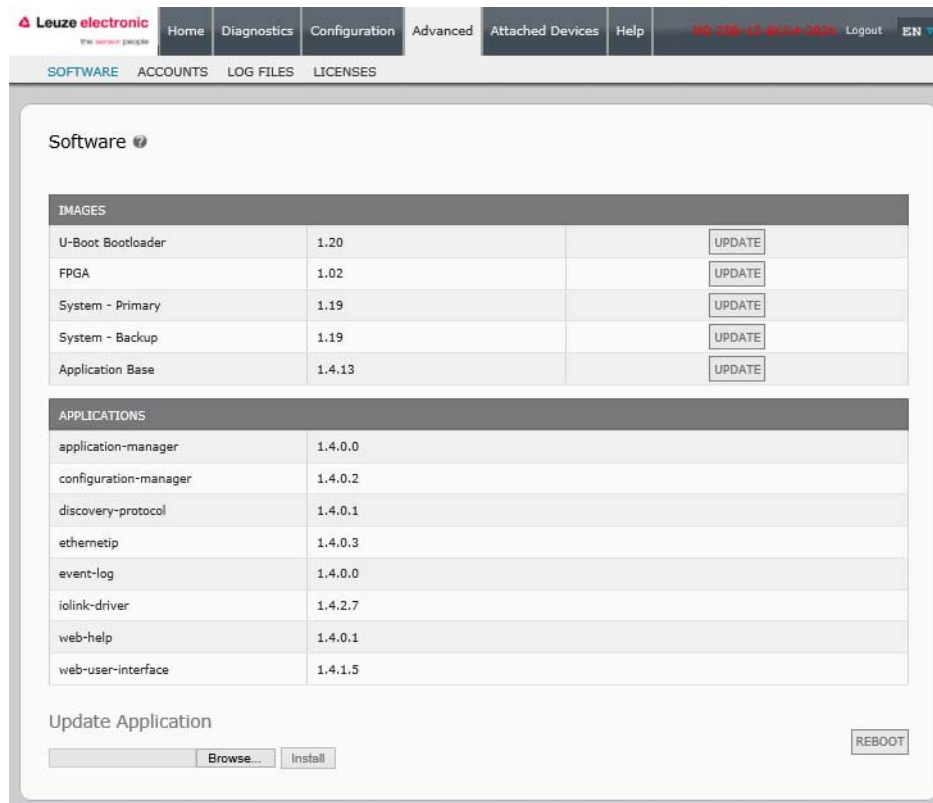 Leuze electronic
the sensor people
Home Diagnostics Configuration Advanced Attached Devices Help Logout EN
SOFTWARE ACCOUNTS LOG FILES LICENSES
Software
IMAGES
U-Boot Bootloader 1.20 UPDATE
FPGA 1.02 UPDATE
System - Primary 1.19 UPDATE
System - Backup 1.19 UPDATE
Application Base 1.4.13 UPDATE
APPLICATIONS
application-manager 1.4.0.0
configuration-manager 1.4.0.2
discovery-protocol 1.4.0.1
ethernetip 1.4.0.3
event-log 1.4.0.0
iolink-driver 1.4.2.7
web-help 1.4.0.1
web-user-interface 1.4.1.5
Update Application
REBOOT
Browse... Install